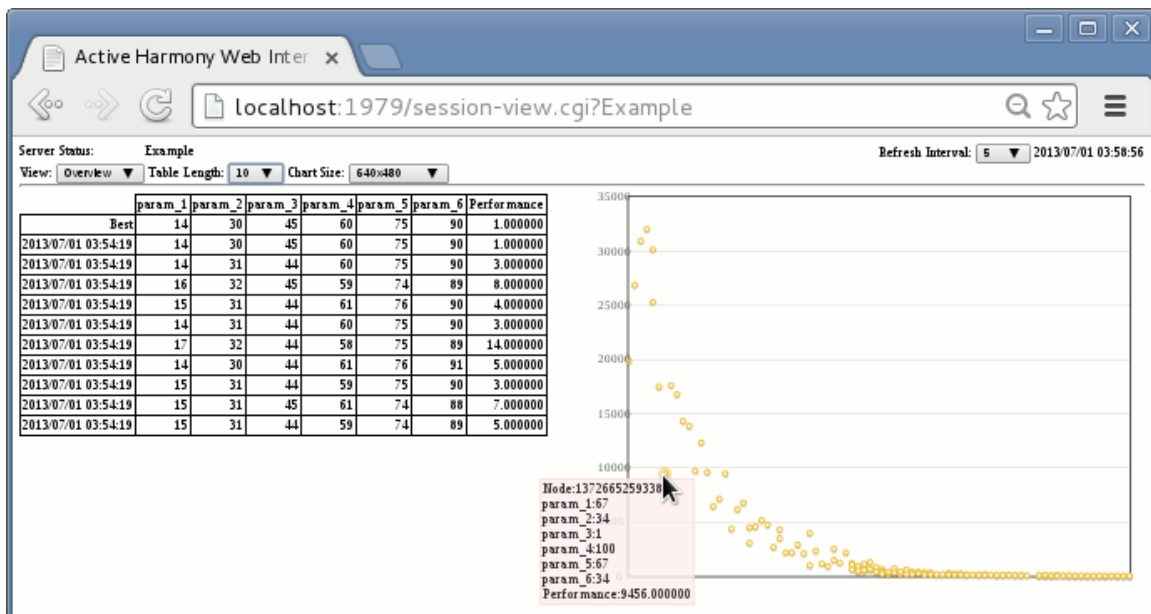 Active Harmony Web Inter
localhost:1979/session-view.cgi?Example
Server Status: Example
Refresh Interval: 5 2013/07/01 03:58:56
View: Overview Table Length: 10 Chart Size: 640x480
param_1 param_2 param_3 param_4 param_5 param_6 Performance
Best 14 30 45 60 75 90 1.000000
2013/07/01 03:54:19 14 30 45 60 75 90 1.000000
2013/07/01 03:54:19 14 31 44 60 75 90 3.000000
2013/07/01 03:54:19 16 32 45 59 74 89 8.000000
2013/07/01 03:54:19 15 31 44 61 76 90 4.000000
2013/07/01 03:54:19 14 31 44 60 75 90 3.000000
2013/07/01 03:54:19 17 32 44 58 75 89 14.000000
2013/07/01 03:54:19 14 30 44 61 76 91 5.000000
2013/07/01 03:54:19 15 31 44 59 75 90 3.000000
2013/07/01 03:54:19 15 31 45 61 74 88 7.000000
2013/07/01 03:54:19 15 31 44 59 74 89 5.000000
35000
30000
25000
20000
15000
10000
0
Node:1372665259338
param_1:67
param_2:34
param_3:1
param_4:100
param_5:67
param_6:34
Performance:9456.000000